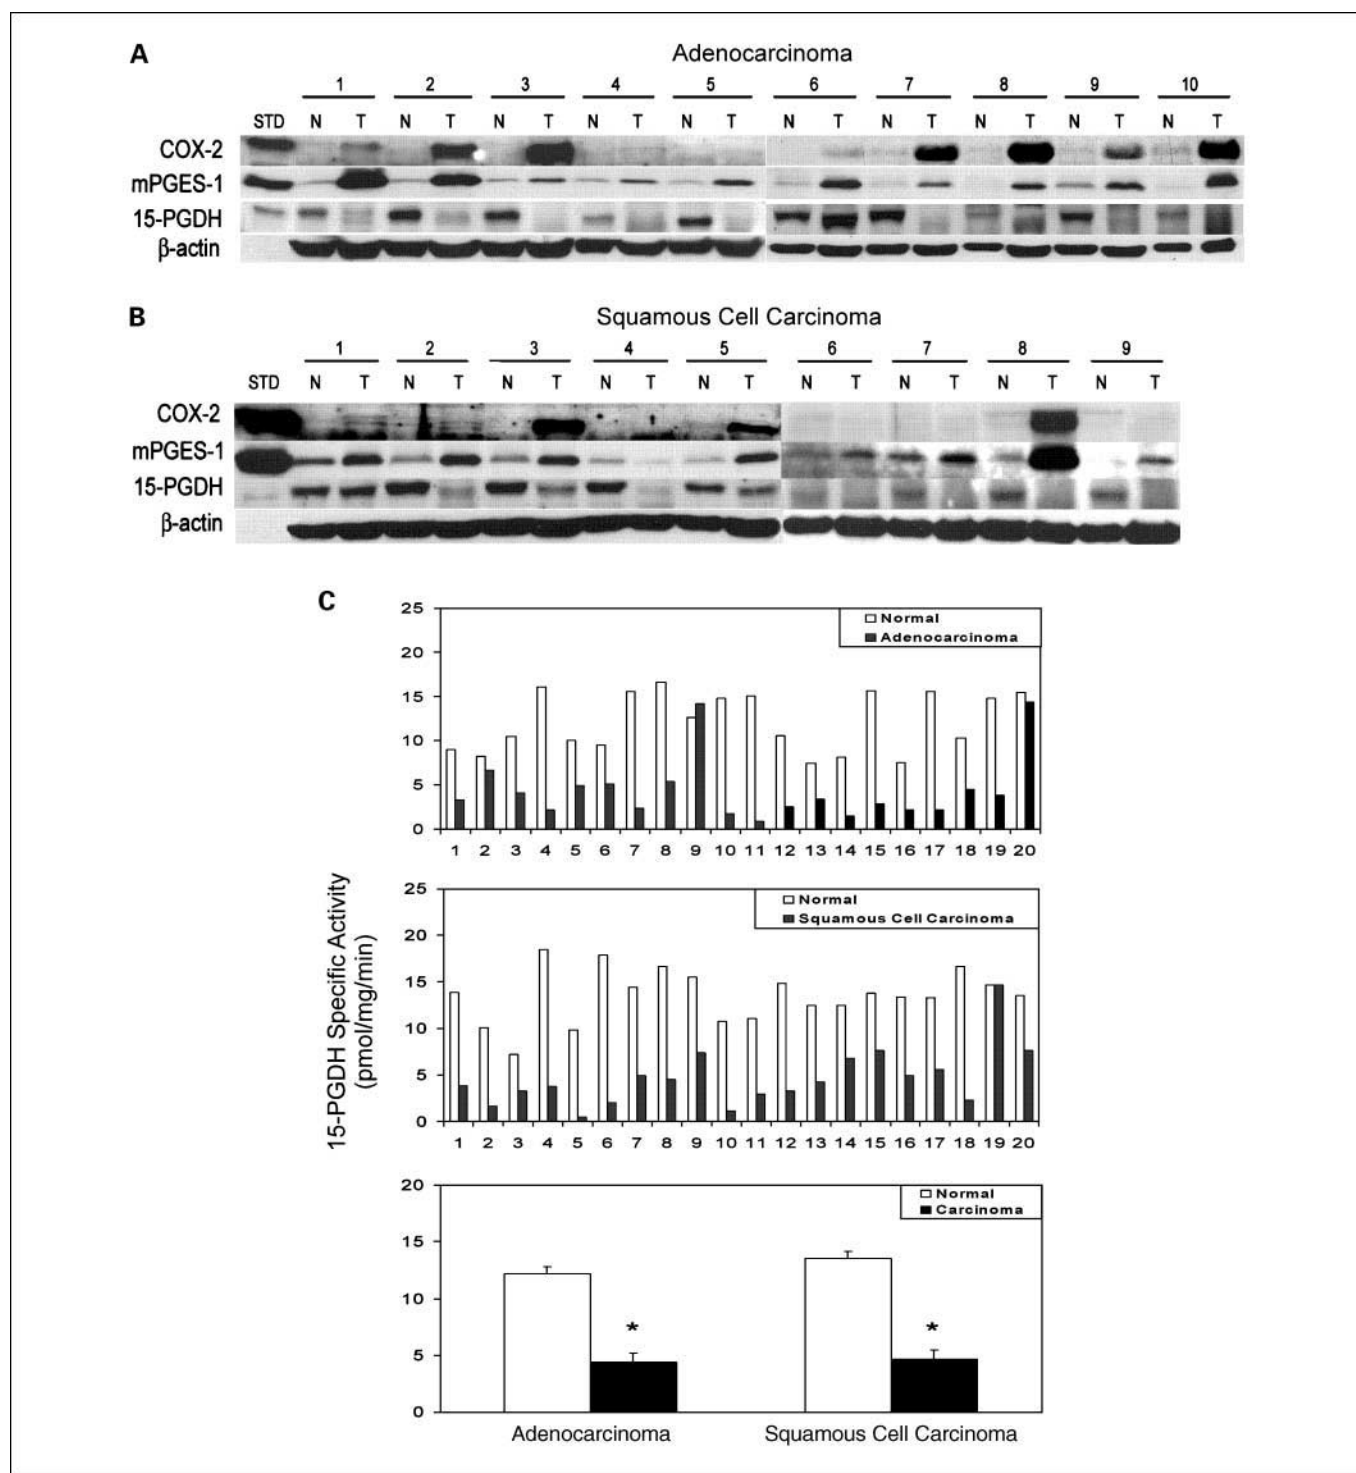 A
Adenocarcinoma
1 2 3 4 5 6 7 8 9 10
STD N T N T N T N T N T N T N T N T N T N T
COX-2
mPGES-1
15-PGDH
β-actin
B
Squamous Cell Carcinoma
1 2 3 4 5 6 7 8 9
STD N T N T N T N T N T N T N T N T N T
COX-2
mPGES-1
15-PGDH
β-actin
C
15-PGDH Specific Activity
(pmol/mg/min)
25
20
15
10
5
0
Normal
Adenocarcinoma
1 2 3 4 5 6 7 8 9 10 11 12 13 14 15 16 17 18 19 20
25
20
15
10
5
0
Normal
Squamous Cell Carcinoma
1 2 3 4 5 6 7 8 9 10 11 12 13 14 15 16 17 18 19 20
20
15
10
5
0
Normal
Carcinoma
* *
Adenocarcinoma Squamous Cell Carcinoma